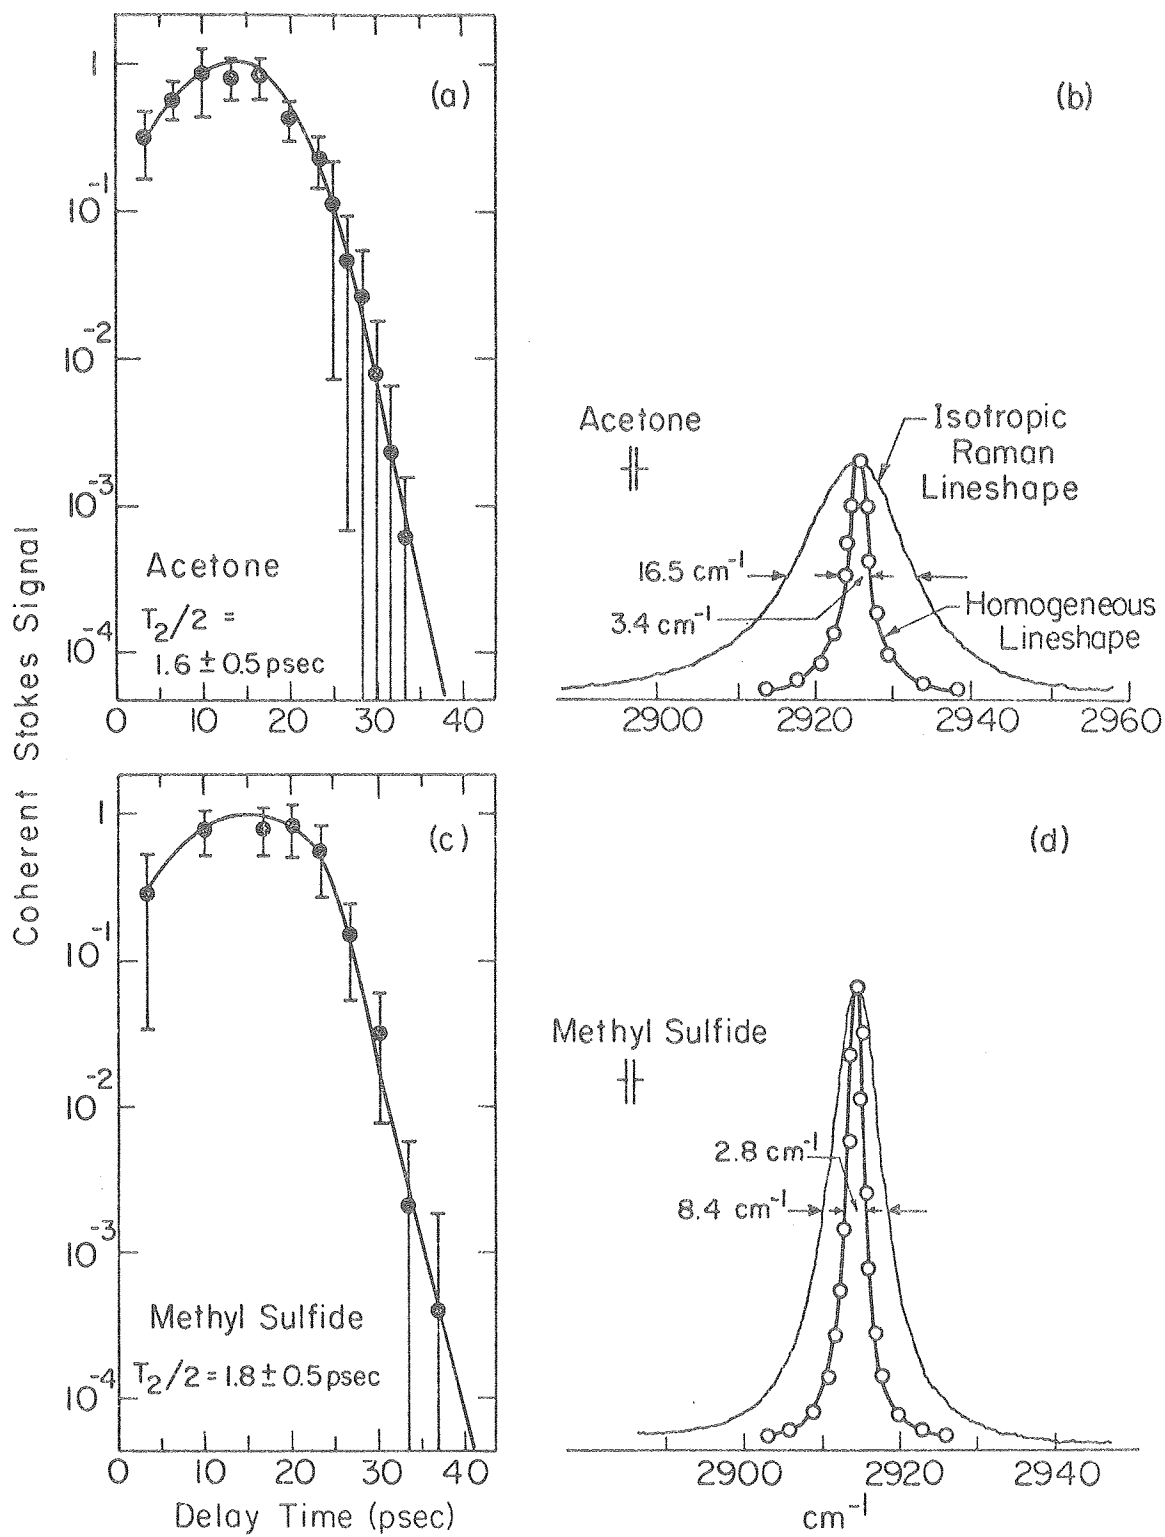 Coherent Stokes Signal
1
10⁻¹
10⁻²
10⁻³
10⁻⁴
(a)
Acetone
T₂/2 =
1.6 ± 0.5 psec
0 10 20 30 40
(b)
Acetone
Isotropic
Raman
Lineshape
16.5 cm⁻¹
3.4 cm⁻¹
Homogeneous
Lineshape
2900 2920 2940 2960
1
10⁻¹
10⁻²
10⁻³
10⁻⁴
(c)
Methyl Sulfide
T₂/2 = 1.8 ± 0.5 psec
0 10 20 30 40
Delay Time (psec)
(d)
Methyl Sulfide
2.8 cm⁻¹
8.4 cm⁻¹
2900 2920 2940
cm⁻¹